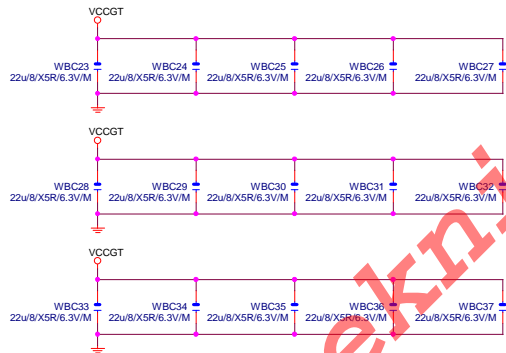 VCCGT
WBC23 WBC24 WBC25 WBC26 WBC27
22u/8/X5R/6.3V/M 22u/8/X5R/6.3V/M 22u/8/X5R/6.3V/M 22u/8/X5R/6.3V/M 22u/8/X5R/6.3V/M
VCCGT
WBC28 WBC29 WBC30 WBC31 WBC32
22u/8/X5R/6.3V/M 22u/8/X5R/6.3V/M 22u/8/X5R/6.3V/M 22u/8/X5R/6.3V/M 22u/8/X5R/6.3V/M
VCCGT
WBC33 WBC34 WBC35 WBC36 WBC37
22u/8/X5R/6.3V/M 22u/8/X5R/6.3V/M 22u/8/X5R/6.3V/M 22u/8/X5R/6.3V/M 22u/8/X5R/6.3V/M